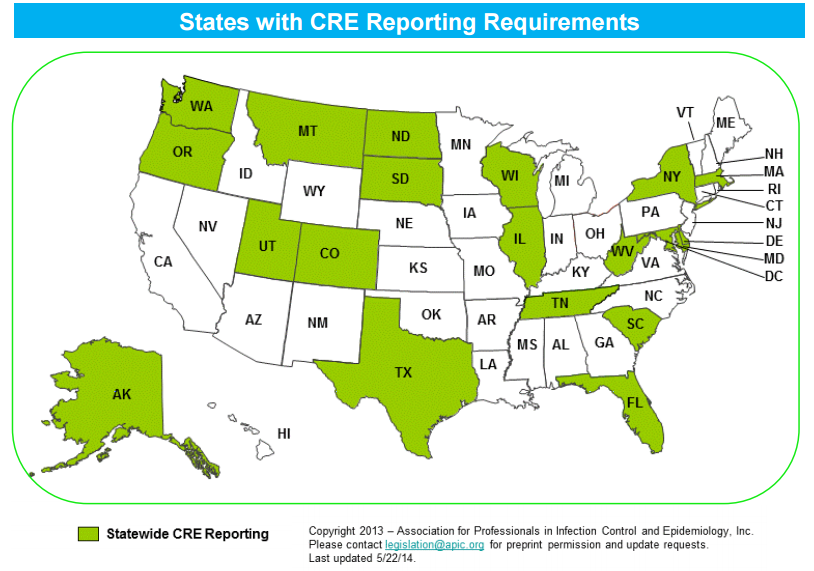 States with CRE Reporting Requirements
WA
MT
ND
MN
VT
ME
OR
ID
WY
SD
WI
MI
NY
NH
MA
RI
CT
NJ
DE
MD
DC
NV
UT
CO
NE
IA
IL
IN
OH
PA
WV
VA
CA
KS
MO
KY
NC
AZ
NM
OK
AR
TN
SC
MS
AL
GA
TX
LA
FL
AK
HI
Statewide CRE Reporting
Copyright 2013 – Association for Professionals in Infection Control and Epidemiology, Inc.
Please contact legislation@apic.org for preprint permission and update requests.
Last updated 5/22/14.